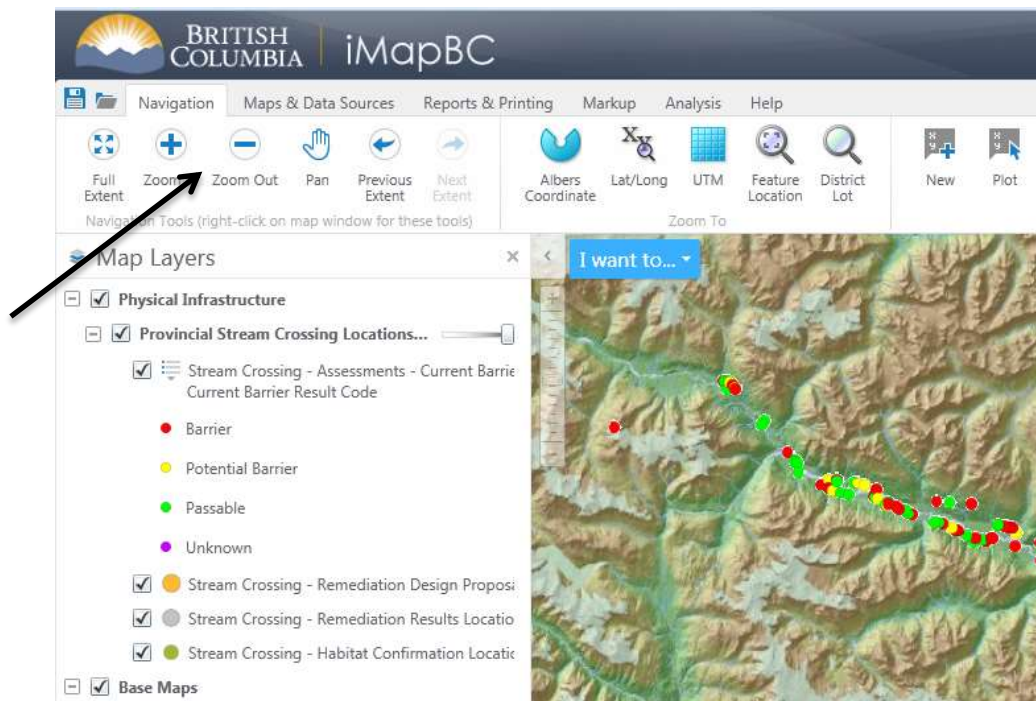 BRITISH
COLUMBIA
iMapBC
Navigation Maps & Data Sources Reports & Printing Markup Analysis Help
Full
Extent
Zoom
Zoom Out
Pan
Previous
Extent
Next
Extent
Albers
Coordinate
Lat/Long
UTM
Feature
Location
District
Lot
New
Plot
Navigation Tools (right-click on map window for these tools)
Zoom To
Map Layers
I want to...
Physical Infrastructure
Provincial Stream Crossing Locations...
Stream Crossing - Assessments - Current Barrie
Current Barrier Result Code
Barrier
Potential Barrier
Passable
Unknown
Stream Crossing - Remediation Design Proposa
Stream Crossing - Remediation Results Locatio
Stream Crossing - Habitat Confirmation Locatic
Base Maps